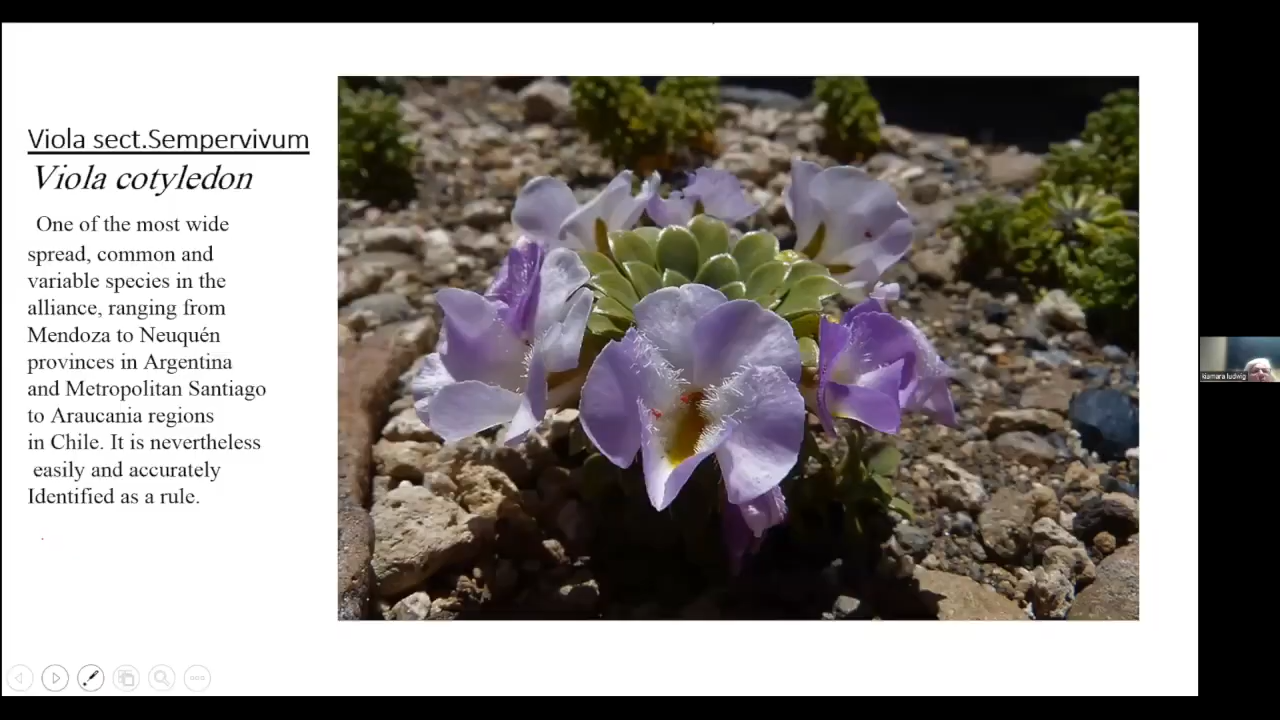 Viola sect.Sempervivum
Viola cotyledon
One of the most wide
spread, common and
variable species in the
alliance, ranging from
Mendoza to Neuquén
provinces in Argentina
and Metropolitan Santiago
to Araucania regions
in Chile. It is nevertheless
easily and accurately
Identified as a rule.
kiamara ludwig